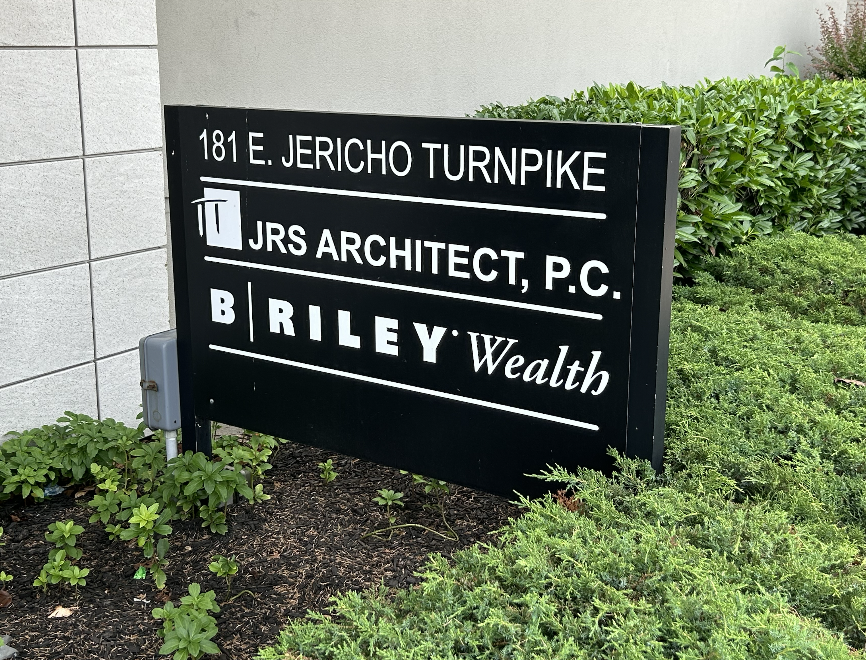 181 E. JERICHO TURNPIKE
JRS ARCHITECT, P.C.
B | RILEY Wealth